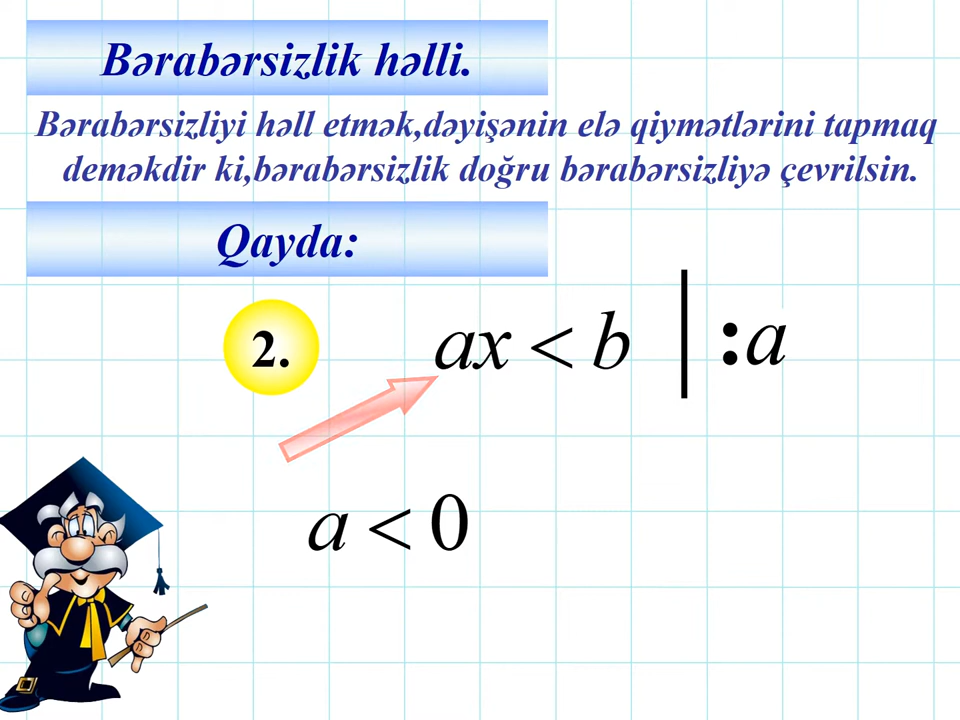 Bərabərsizlik həlli.
Bərabərsizliyi həll etmək,dəyişənin elə qiymətlərini tapmaq
deməkdir ki,bərabərsizlik doğru bərabərsizliyə çevrilsin.
Qayda:
2. ax < b | :a
a < 0